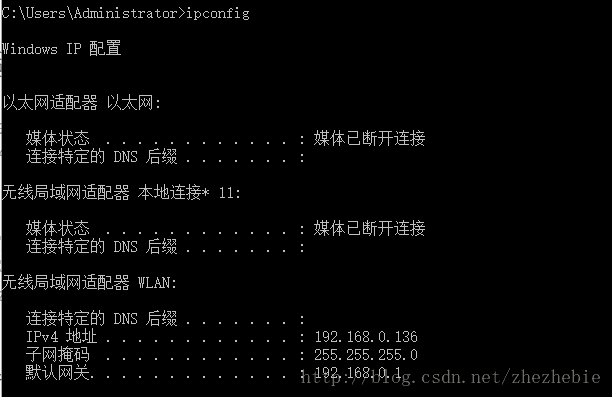 C:\Users\Administrator>ipconfig
Windows IP 配置
以太网适配器 以太网:
媒体状态 . . . . . . . . . . . . : 媒体已断开连接
连接特定的 DNS 后缀 . . . . . . . :
无线局域网适配器 本地连接* 11:
媒体状态 . . . . . . . . . . . . : 媒体已断开连接
连接特定的 DNS 后缀 . . . . . . . :
无线局域网适配器 WLAN:
连接特定的 DNS 后缀 . . . . . . . :
IPv4 地址 . . . . . . . . . . . . : 192.168.0.136
子网掩码 . . . . . . . . . . . . : 255.255.255.0
默认网关. . . . . . . . . . . . . : 192.168.0.1
http://blog.csdn.net/zhezhebie